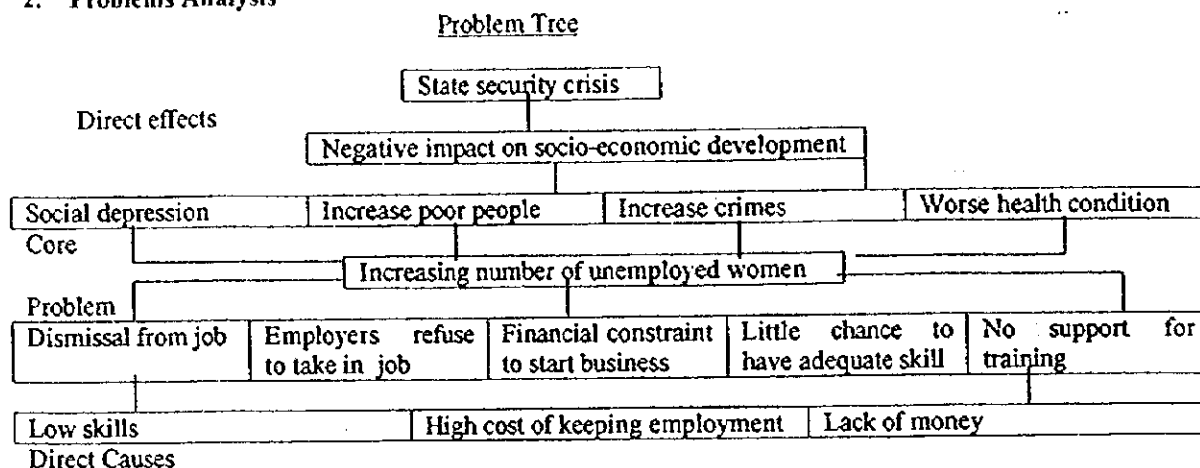 2. Problems Analysis
Problem Tree
State security crisis
Direct effects
Negative impact on socio-economic development
Social depression Increase poor people Increase crimes Worse health condition
Core
Increasing number of unemployed women
Problem
Dismissal from job Employers refuse to take in job Financial constraint to start business Little chance to have adequate skill No support for training
Low skills High cost of keeping employment Lack of money
Direct Causes